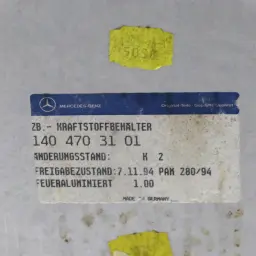 MERCEDES-BENZ
ZB.- KRAFTSTOFFBEHÄLTER
140 470 31 01
ÄNDERUNGSSTAND: K 2
FREIGABEZUSTAND:7.11.94 PAM 280/94
FEUERALUMINIERT 1.00
MADE IN GERMANY